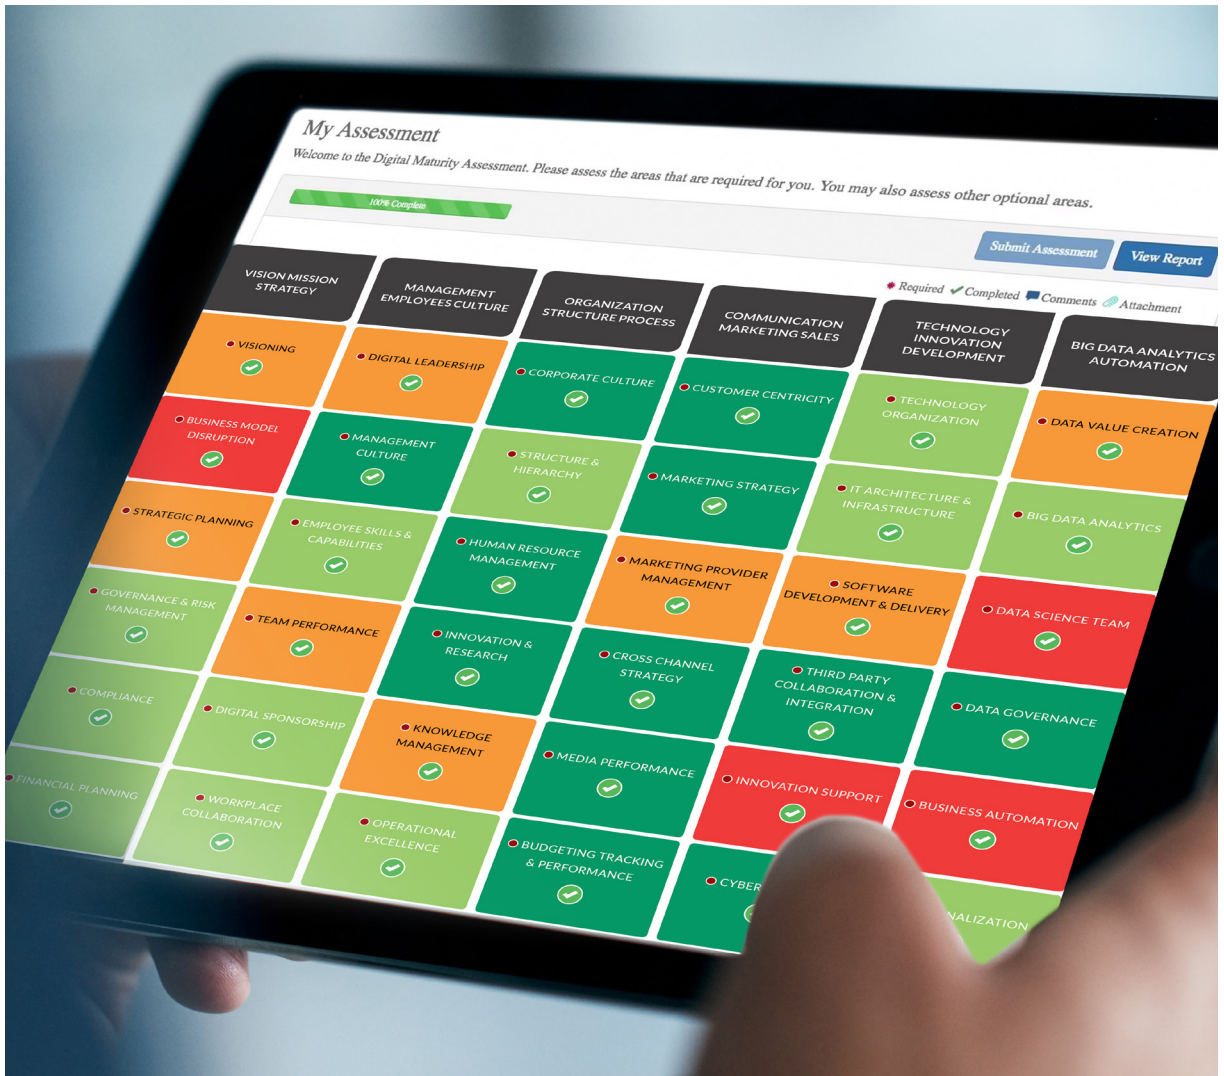 My Assessment
Welcome to the Digital Maturity Assessment. Please assess the areas that are required for you. You may also assess other optional areas.
100% Complete
Submit Assessment
View Report
Required
Completed
Comments
Attachment
VISION MISSION
STRATEGY
VISIONING
BUSINESS MODEL
DISRUPTION
STRATEGIC PLANNING
GOVERNANCE & RISK
MANAGEMENT
COMPLIANCE
FINANCIAL PLANNING
MANAGEMENT
EMPLOYEES CULTURE
DIGITAL LEADERSHIP
MANAGEMENT
CULTURE
EMPLOYEE SKILLS &
CAPABILITIES
TEAM PERFORMANCE
DIGITAL SPONSORSHIP
WORKPLACE
COLLABORATION
ORGANIZATION
STRUCTURE PROCESS
CORPORATE CULTURE
STRUCTURE &
HIERARCHY
HUMAN RESOURCE
MANAGEMENT
INNOVATION &
RESEARCH
KNOWLEDGE
MANAGEMENT
OPERATIONAL
EXCELLENCE
COMMUNICATION
MARKETING SALES
CUSTOMER CENTRICITY
MARKETING STRATEGY
MARKETING PROVIDER
MANAGEMENT
CROSS CHANNEL
STRATEGY
MEDIA PERFORMANCE
BUDGETING TRACKING
& PERFORMANCE
TECHNOLOGY
INNOVATION
DEVELOPMENT
TECHNOLOGY
ORGANIZATION
IT ARCHITECTURE &
INFRASTRUCTURE
SOFTWARE
DEVELOPMENT & DELIVERY
THIRD PARTY
COLLABORATION &
INTEGRATION
INNOVATION SUPPORT
CYBER
BIG DATA ANALYTICS
AUTOMATION
DATA VALUE CREATION
BIG DATA ANALYTICS
DATA SCIENCE TEAM
DATA GOVERNANCE
BUSINESS AUTOMATION
NALIZATION